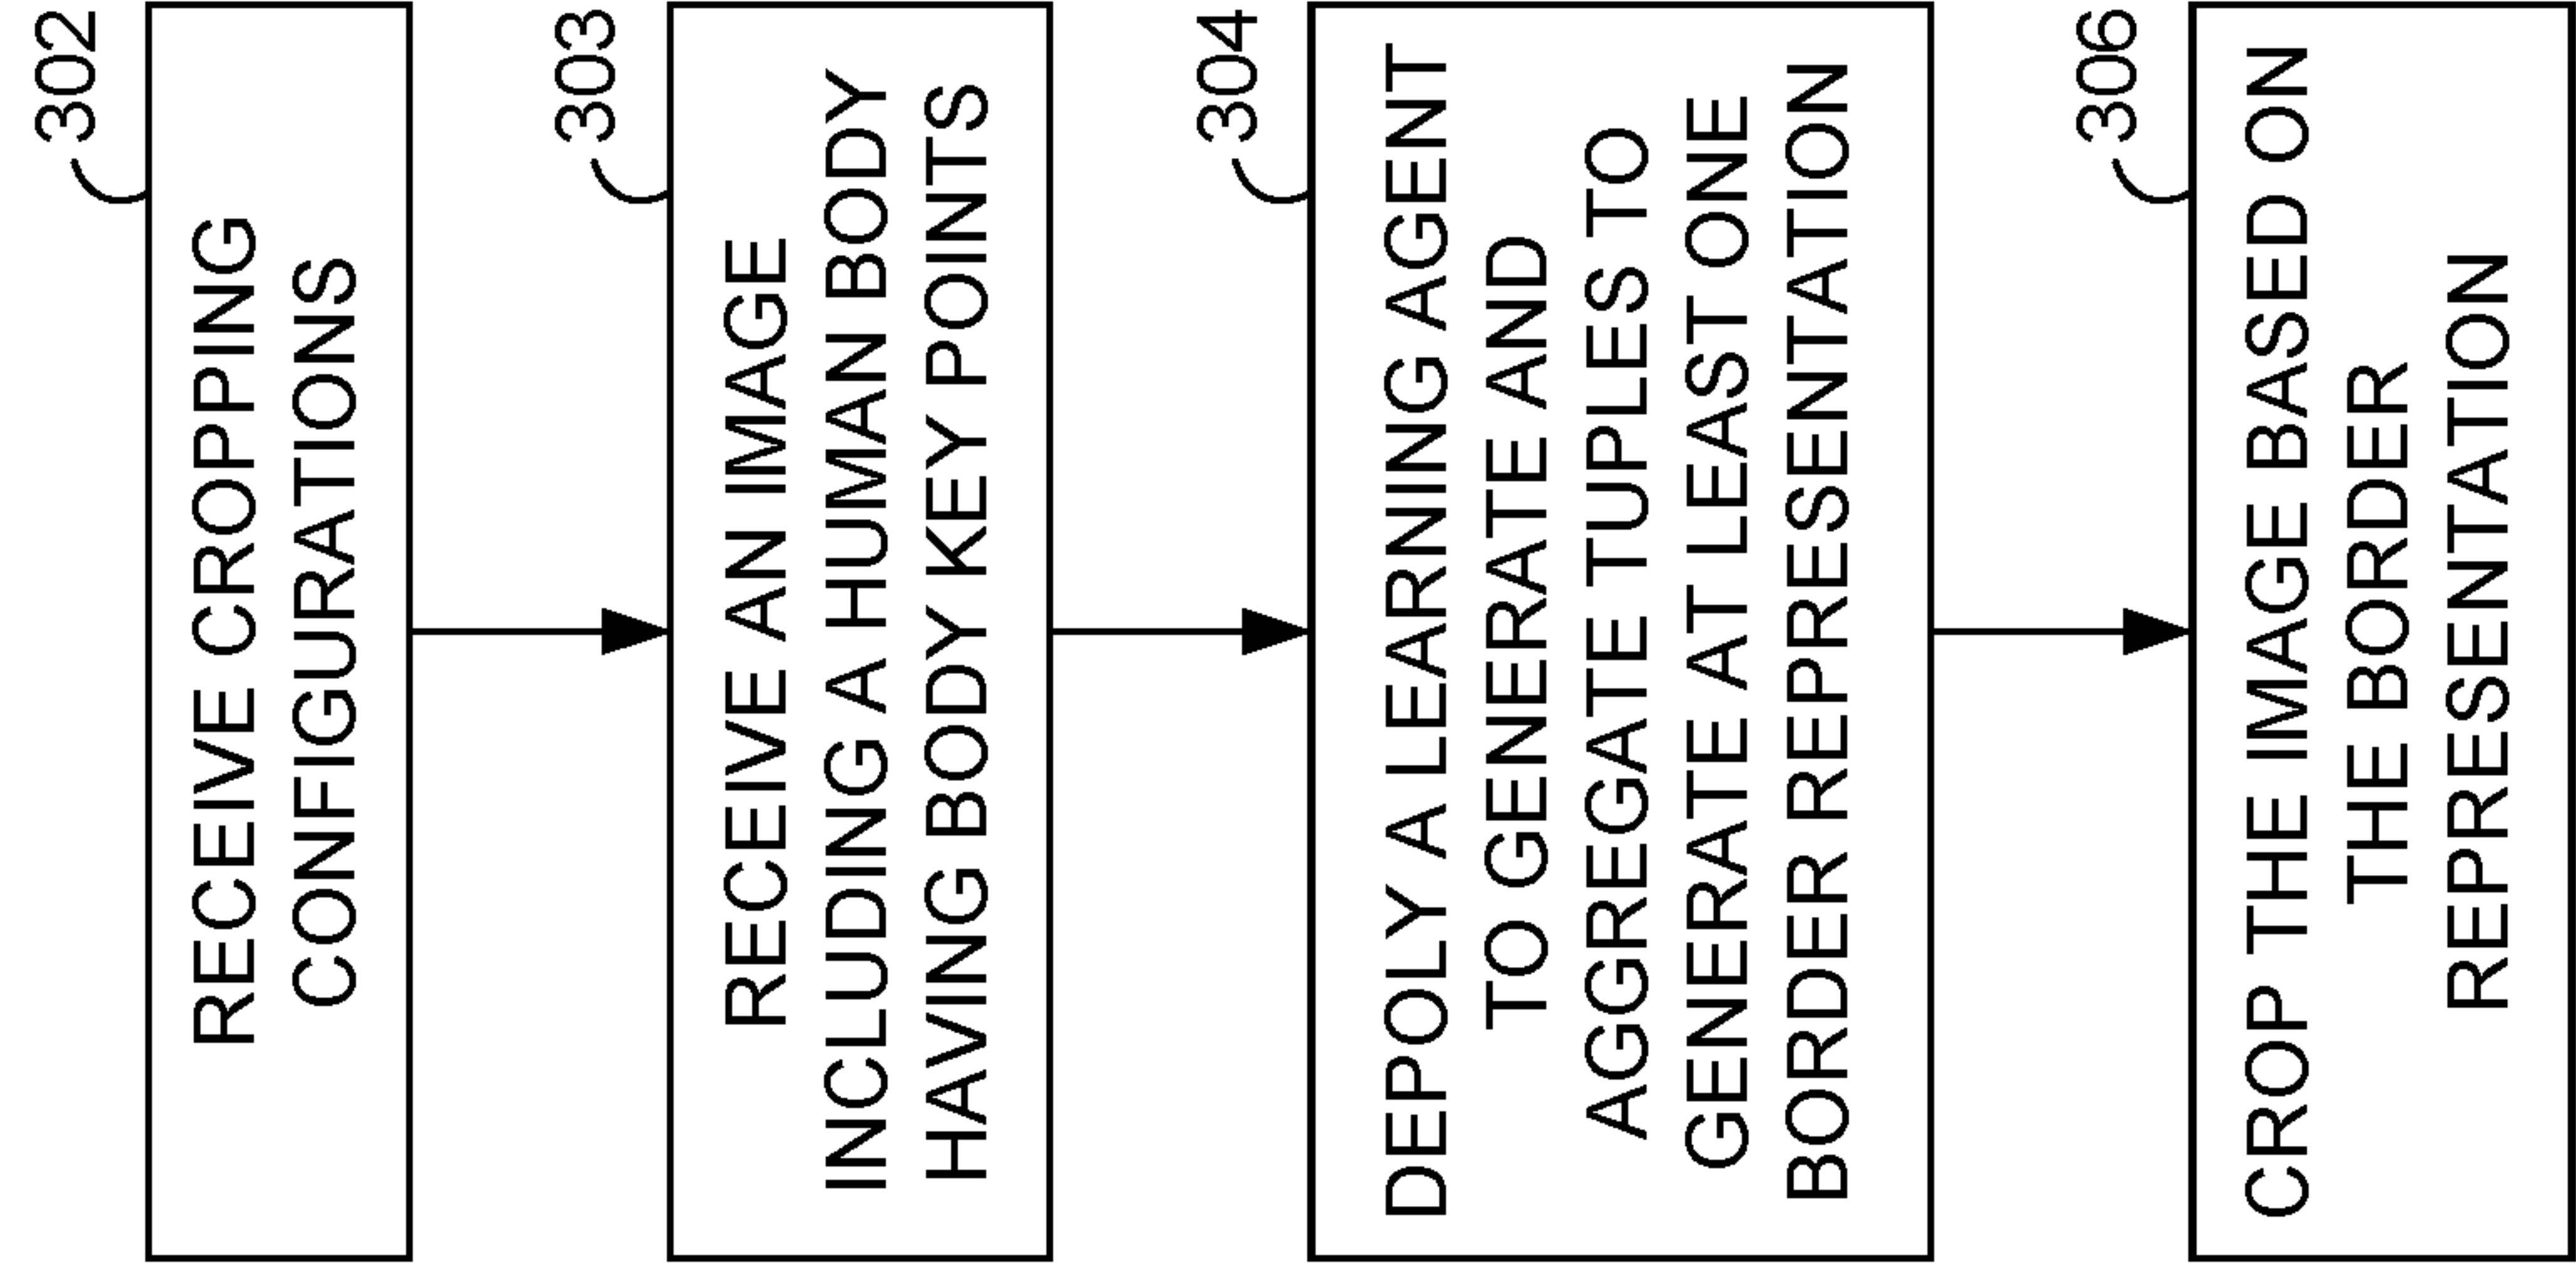 302
RECEIVE CROPPING
CONFIGURATIONS
303
RECEIVE AN IMAGE
INCLUDING A HUMAN BODY
HAVING BODY KEY POINTS
304
DEPOLY A LEARNING AGENT
TO GENERATE AND
AGGREGATE TUPLES TO
GENERATE AT LEAST ONE
BORDER REPRESENTATION
306
CROP THE IMAGE BASED ON
THE BORDER
REPRESENTATION